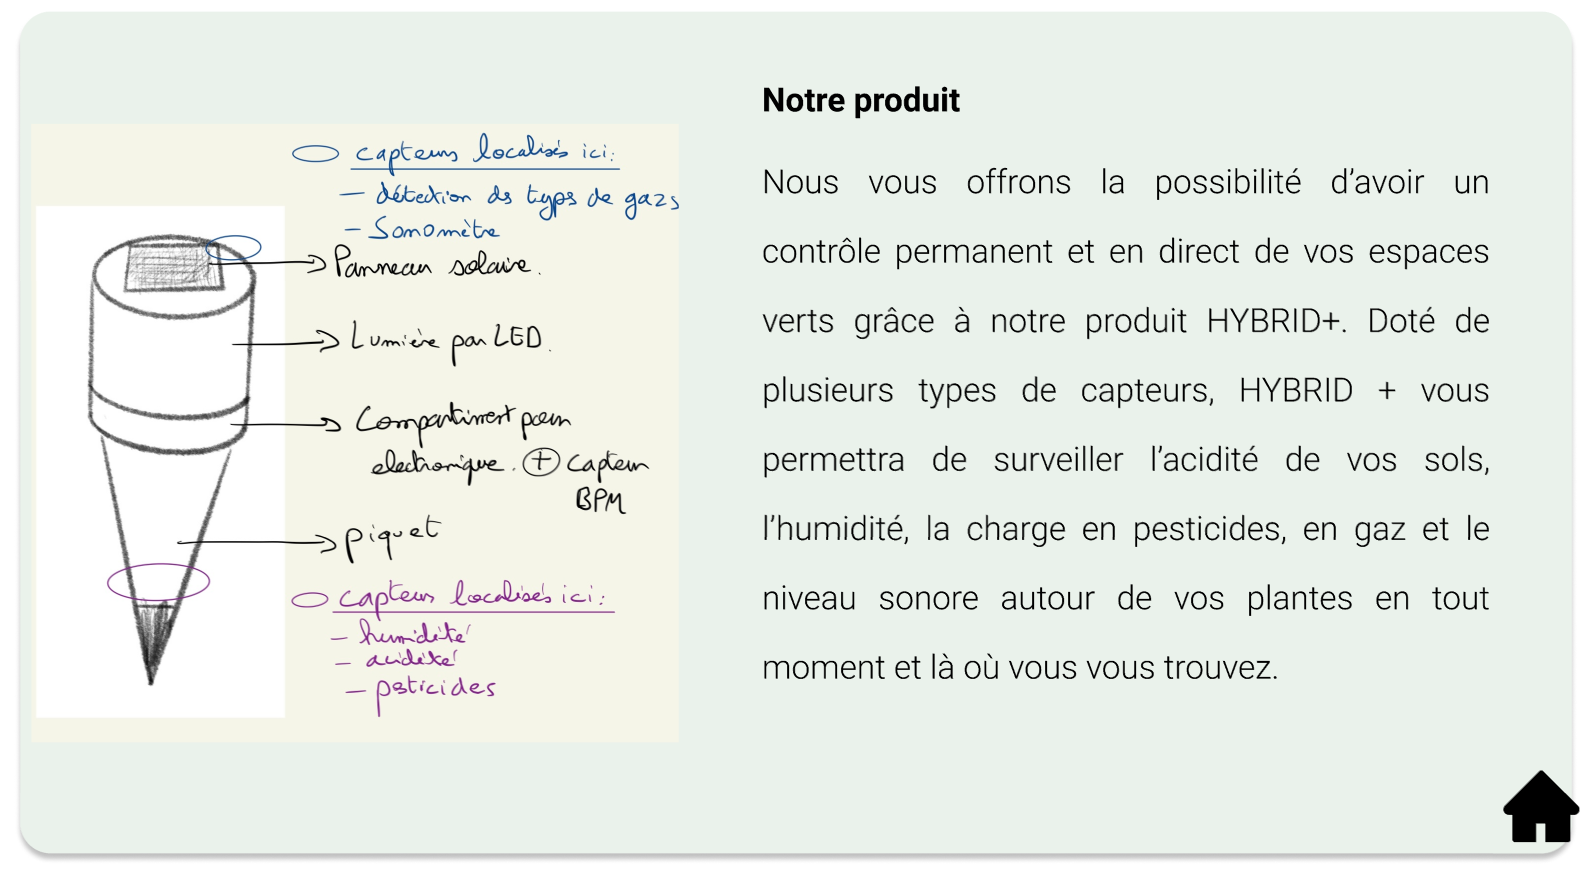 capteurs localisés ici:
– détection ds typs de gazs
– Sonomètre
Panneau solaire.
Lumière par LED.
Compartiment pour
electronique. + capteur
BPM
piquet
capteurs localisés ici:
– humidité
– acidité
– psticides
Notre produit
Nous vous offrons la possibilité d'avoir un
contrôle permanent et en direct de vos espaces
verts grâce à notre produit HYBRID+. Doté de
plusieurs types de capteurs, HYBRID + vous
permettra de surveiller l'acidité de vos sols,
l'humidité, la charge en pesticides, en gaz et le
niveau sonore autour de vos plantes en tout
moment et là où vous vous trouvez.